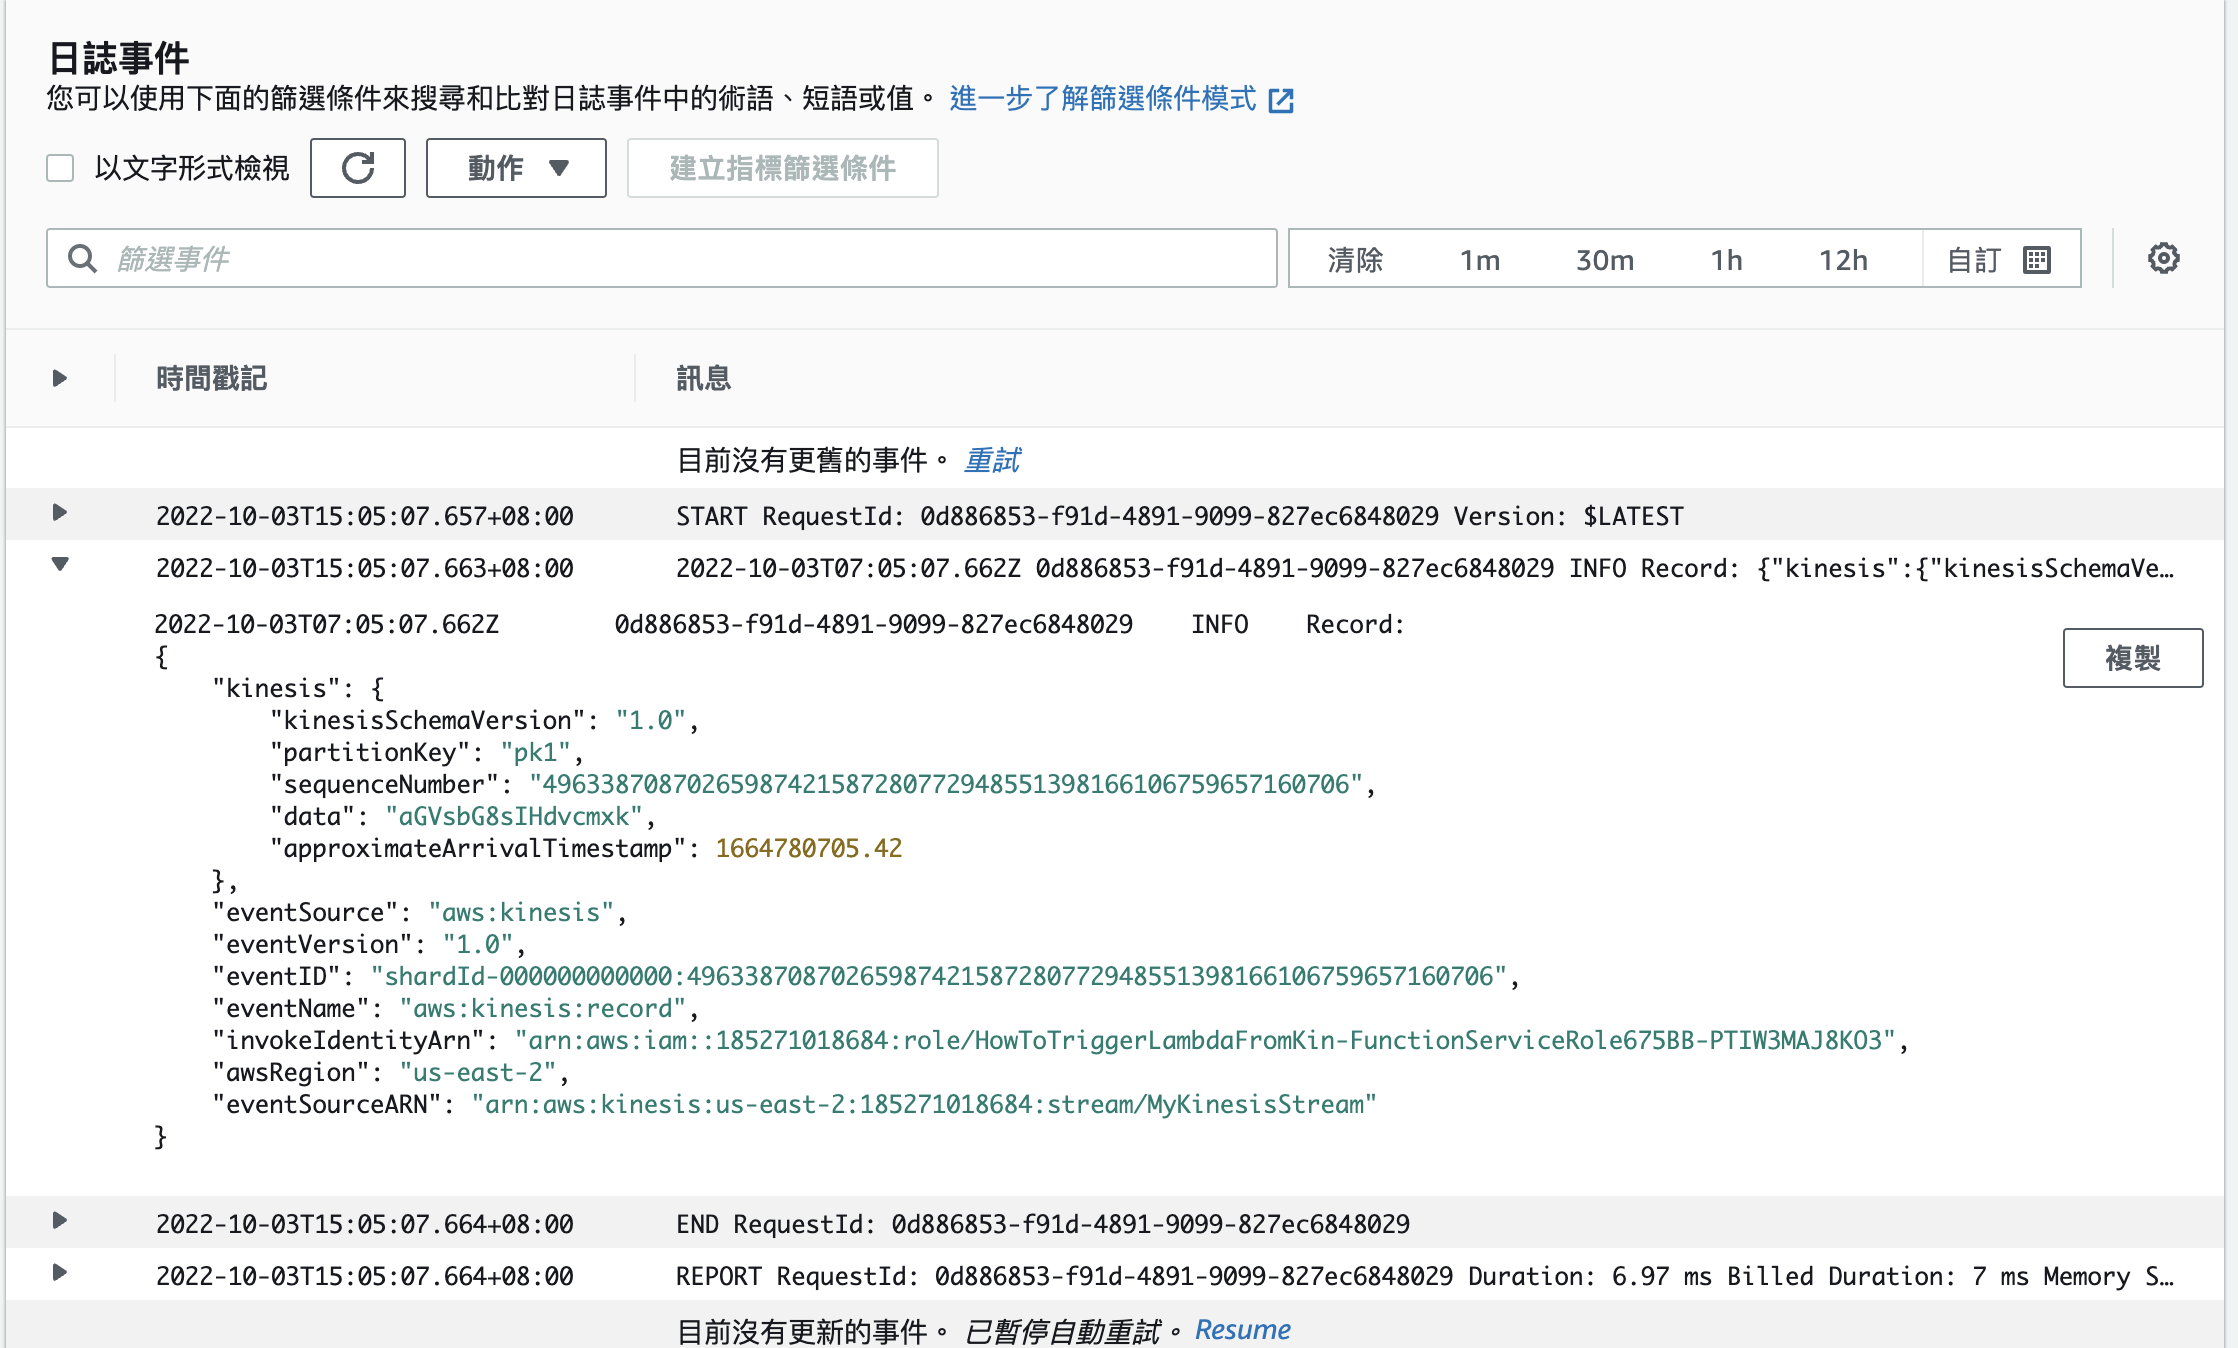 日誌事件
您可以使用下面的篩選條件來搜尋和比對日誌事件中的術語、短語或值。 進一步了解篩選條件模式
以文字形式檢視 動作 建立指標篩選條件
篩選事件 清除 1m 30m 1h 12h 自訂
時間戳記 訊息
目前沒有更舊的事件。 重試
2022-10-03T15:05:07.657+08:00 START RequestId: 0d886853-f91d-4891-9099-827ec6848029 Version: $LATEST
2022-10-03T15:05:07.663+08:00 2022-10-03T07:05:07.662Z 0d886853-f91d-4891-9099-827ec6848029 INFO Record: {"kinesis":{"kinesisSchemaVe…
2022-10-03T07:05:07.662Z 0d886853-f91d-4891-9099-827ec6848029 INFO Record:
複製
{
"kinesis": {
"kinesisSchemaVersion": "1.0",
"partitionKey": "pk1",
"sequenceNumber": "49633870870265987421587280772948551398166106759657160706",
"data": "aGVsbG8sIHdvcmxk",
"approximateArrivalTimestamp": 1664780705.42
},
"eventSource": "aws:kinesis",
"eventVersion": "1.0",
"eventID": "shardId-000000000000:49633870870265987421587280772948551398166106759657160706",
"eventName": "aws:kinesis:record",
"invokeIdentityArn": "arn:aws:iam::185271018684:role/HowToTriggerLambdaFromKin-FunctionServiceRole675BB-PTIW3MAJ8KO3",
"awsRegion": "us-east-2",
"eventSourceARN": "arn:aws:kinesis:us-east-2:185271018684:stream/MyKinesisStream"
}
2022-10-03T15:05:07.664+08:00 END RequestId: 0d886853-f91d-4891-9099-827ec6848029
2022-10-03T15:05:07.664+08:00 REPORT RequestId: 0d886853-f91d-4891-9099-827ec6848029 Duration: 6.97 ms Billed Duration: 7 ms Memory S…
目前沒有更新的事件。 已暫停自動重試。 Resume